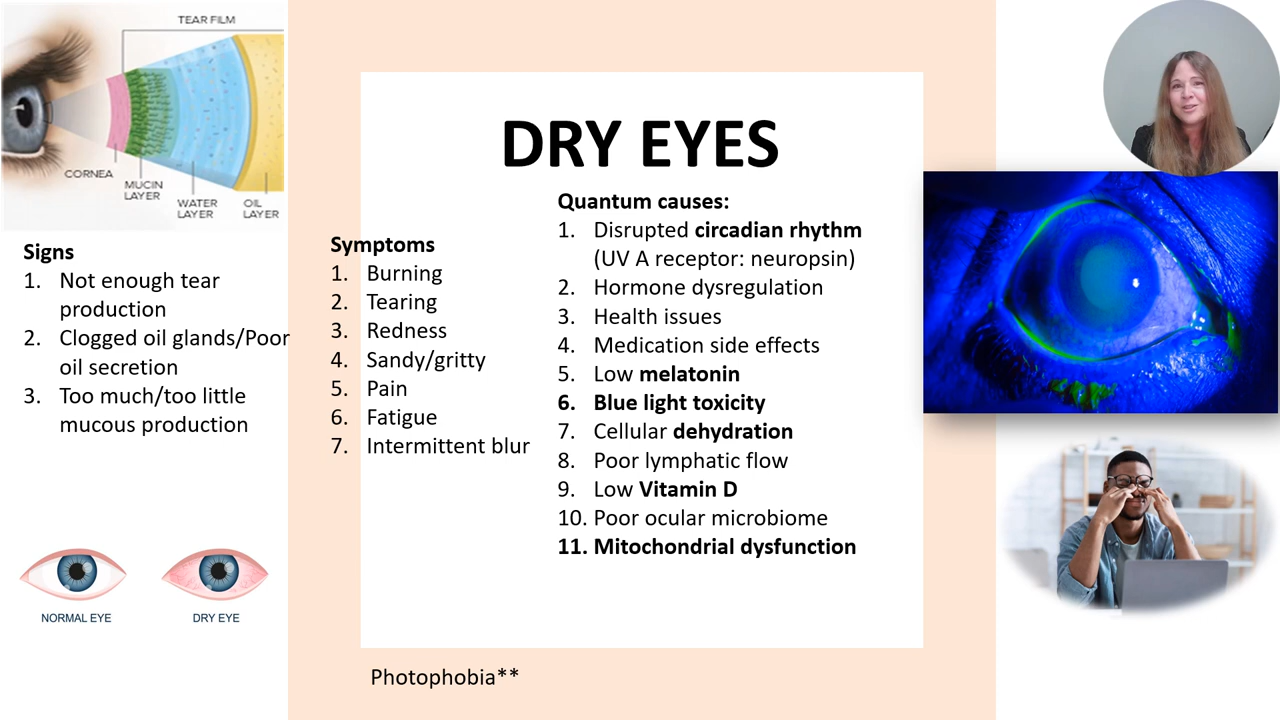 TEAR FILM
CORNEA
MUCIN
LAYER
WATER
LAYER
OIL
LAYER
Signs
1. Not enough tear
production
2. Clogged oil glands/Poor
oil secretion
3. Too much/too little
mucous production
NORMAL EYE
DRY EYE
DRY EYES
Symptoms
1. Burning
2. Tearing
3. Redness
4. Sandy/gritty
5. Pain
6. Fatigue
7. Intermittent blur
Quantum causes:
1. Disrupted circadian rhythm
(UV A receptor: neuropsin)
2. Hormone dysregulation
3. Health issues
4. Medication side effects
5. Low melatonin
6. Blue light toxicity
7. Cellular dehydration
8. Poor lymphatic flow
9. Low Vitamin D
10. Poor ocular microbiome
11. Mitochondrial dysfunction
Photophobia**